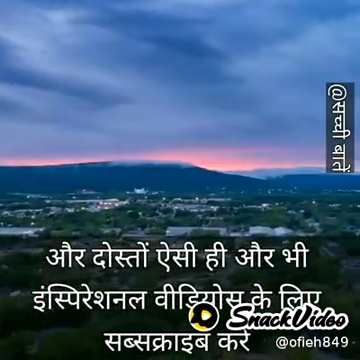 @सच्ची बातें
और दोस्तों ऐसी ही और भी
इंस्पिरेशनल वीडियोस के लिए
सब्सक्राइब करें
SnackVideo
@ofieh849